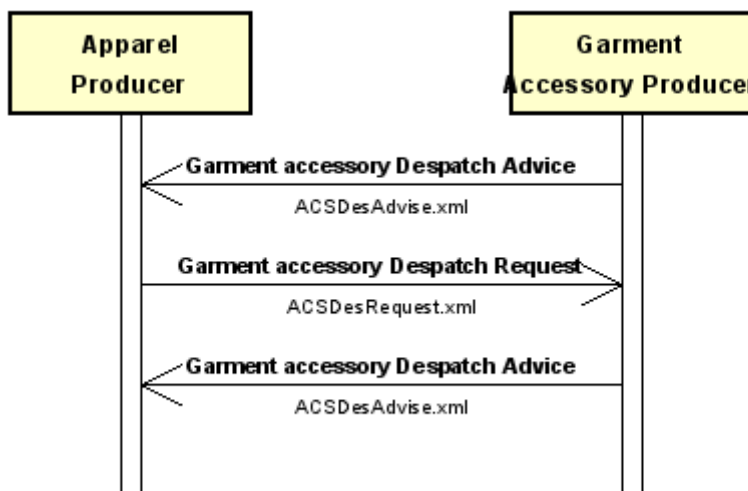 Apparel
Producer
Garment
Accessory Producer
Garment accessory Despatch Advice
ACSDesAdvise.xml
Garment accessory Despatch Request
ACSDesRequest.xml
Garment accessory Despatch Advice
ACSDesAdvise.xml